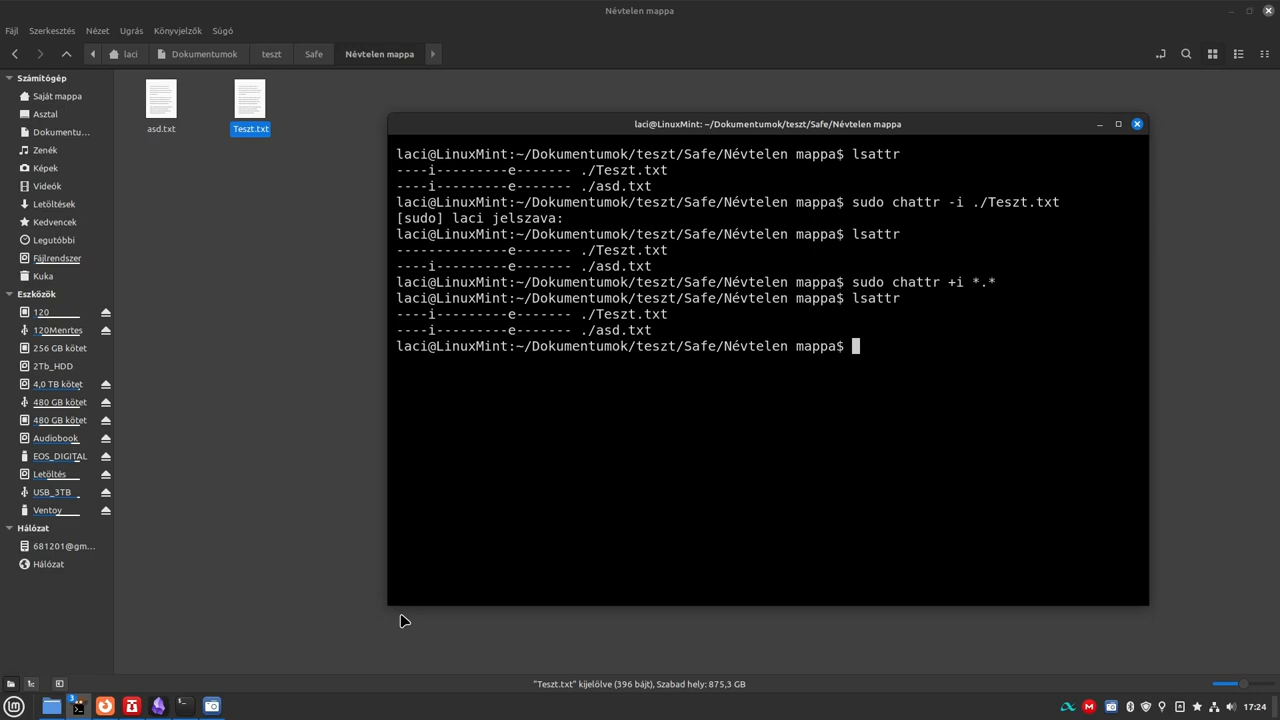 Névtelen mappa
Fájl Szerkesztés Nézet Ugrás Könyvjelzők Súgó
laci Dokumentumok teszt Safe Névtelen mappa
Számítógép
Saját mappa
Asztal
Dokumentu...
Zenék
Képek
Videók
Letöltések
Kedvencek
Legutóbbi
Fájlrendszer
Kuka
Eszközök
120
120Menrtes
256 GB kötet
2Tb_HDD
4,0 TB kötet
480 GB kötet
480 GB kötet
Audiobook
EOS_DIGITAL
Letöltés
USB_3TB
Ventoy
Hálózat
681201@gm...
Hálózat
asd.txt Teszt.txt
laci@LinuxMint: ~/Dokumentumok/teszt/Safe/Névtelen mappa
laci@LinuxMint:~/Dokumentumok/teszt/Safe/Névtelen mappa$ lsattr
----i---------e------- ./Teszt.txt
----i---------e------- ./asd.txt
laci@LinuxMint:~/Dokumentumok/teszt/Safe/Névtelen mappa$ sudo chattr -i ./Teszt.txt
[sudo] laci jelszava:
laci@LinuxMint:~/Dokumentumok/teszt/Safe/Névtelen mappa$ lsattr
--------------e------- ./Teszt.txt
----i---------e------- ./asd.txt
laci@LinuxMint:~/Dokumentumok/teszt/Safe/Névtelen mappa$ sudo chattr +i *.*
laci@LinuxMint:~/Dokumentumok/teszt/Safe/Névtelen mappa$ lsattr
----i---------e------- ./Teszt.txt
----i---------e------- ./asd.txt
laci@LinuxMint:~/Dokumentumok/teszt/Safe/Névtelen mappa$
"Teszt.txt" kijelölve (396 bájt), Szabad hely: 875,3 GB
3
17:24